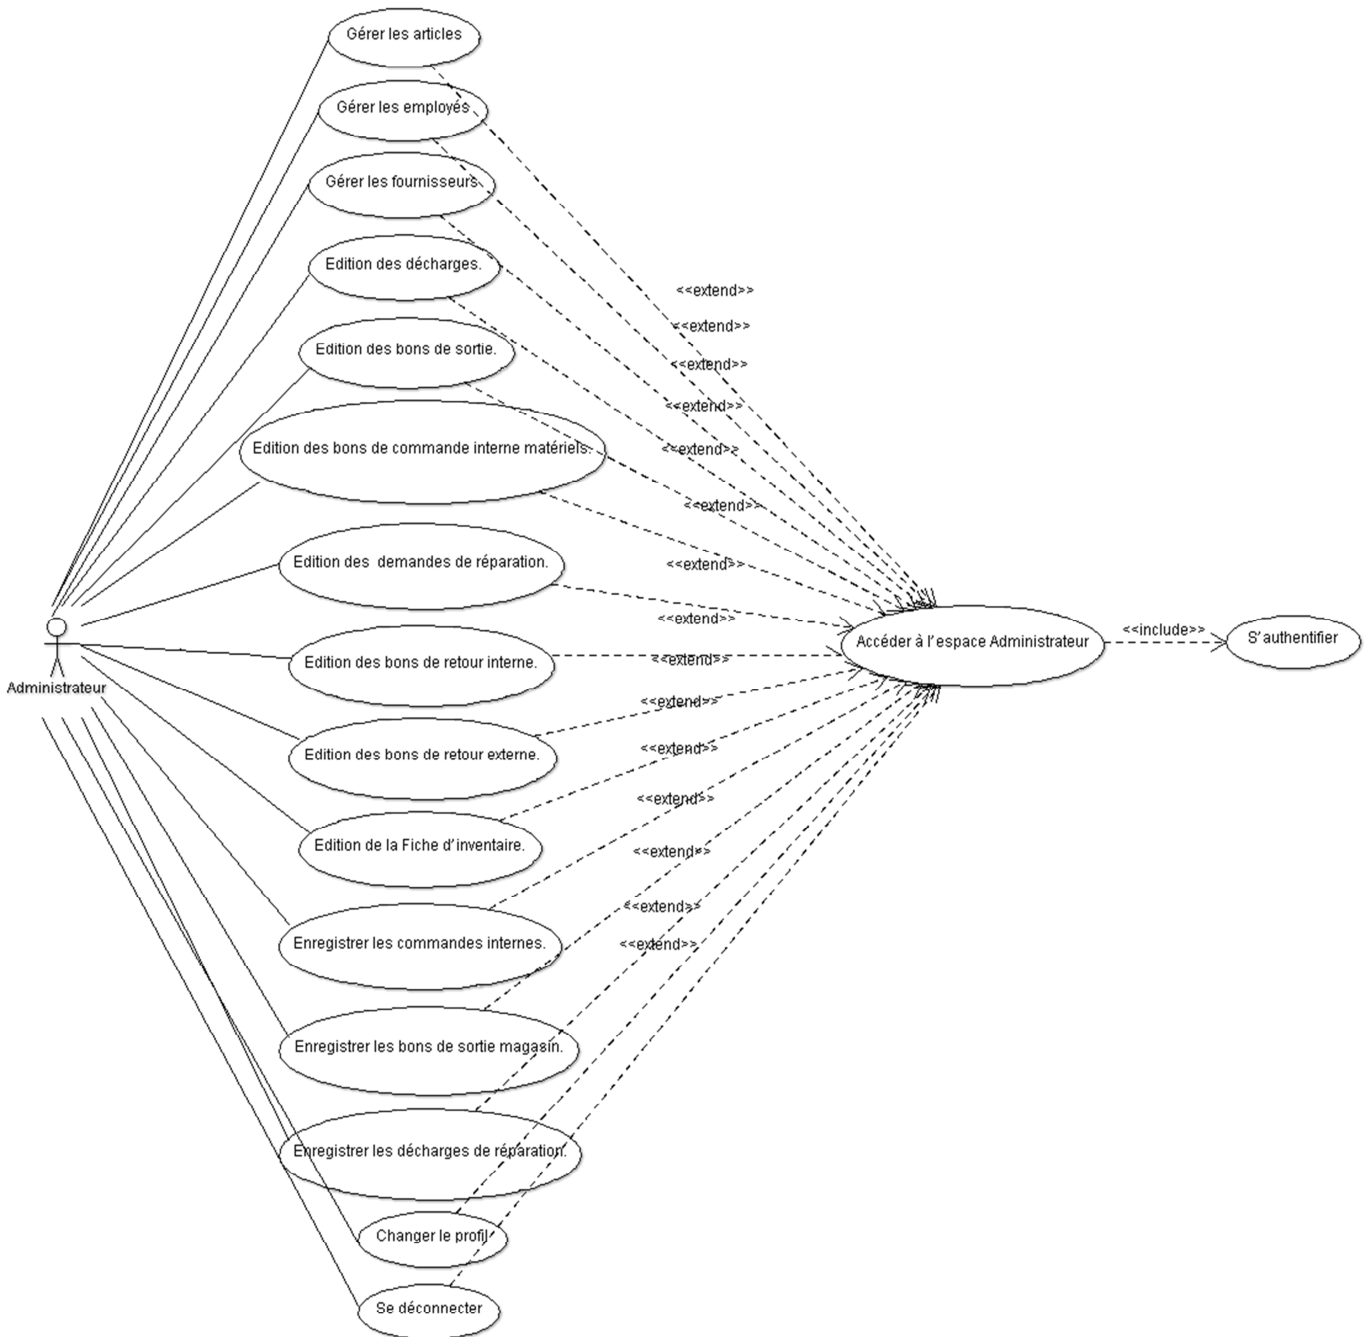 Gérer les articles
Gérer les employés
Gérer les fournisseurs
Edition des décharges.
<<extend>>
<<extend>>
Edition des bons de sortie.
<<extend>>
<<extend>>
Edition des bons de commande interne matériels.
<<extend>>
<<extend>>
Edition des demandes de réparation.
<<extend>>
<<extend>>
Accéder à l'espace Administrateur
<<include>>
S'authentifier
Edition des bons de retour interne.
<<extend>>
Administrateur
<<extend>>
Edition des bons de retour externe.
<<extend>>
<<extend>>
Edition de la Fiche d'inventaire.
<<extend>>
<<extend>>
Enregistrer les commandes internes.
<<extend>>
Enregistrer les bons de sortie magasin.
Enregistrer les décharges de réparation.
Changer le profil
Se déconnecter